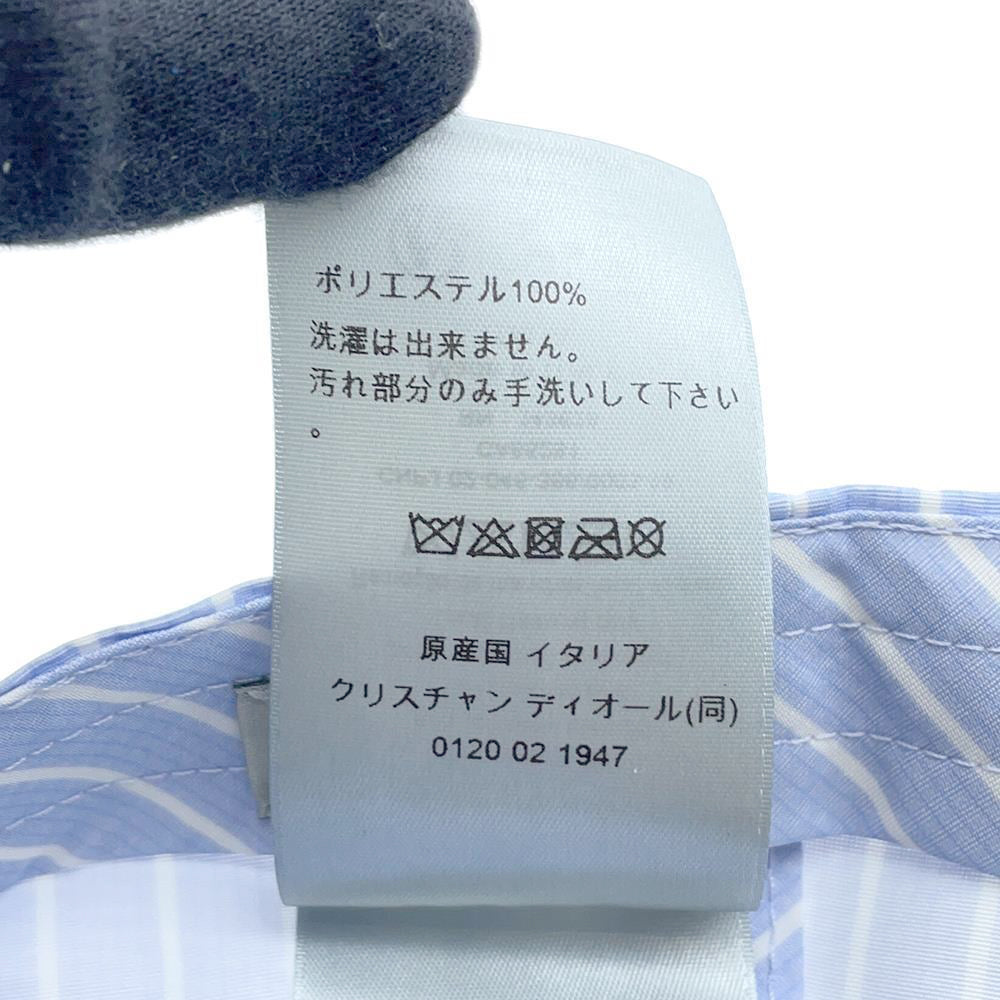 ポリエステル100%
洗濯は出来ません。
汚れ部分のみ手洗いして下さい
。
原産国 イタリア
クリスチャン ディオール(同)
0120 02 1947